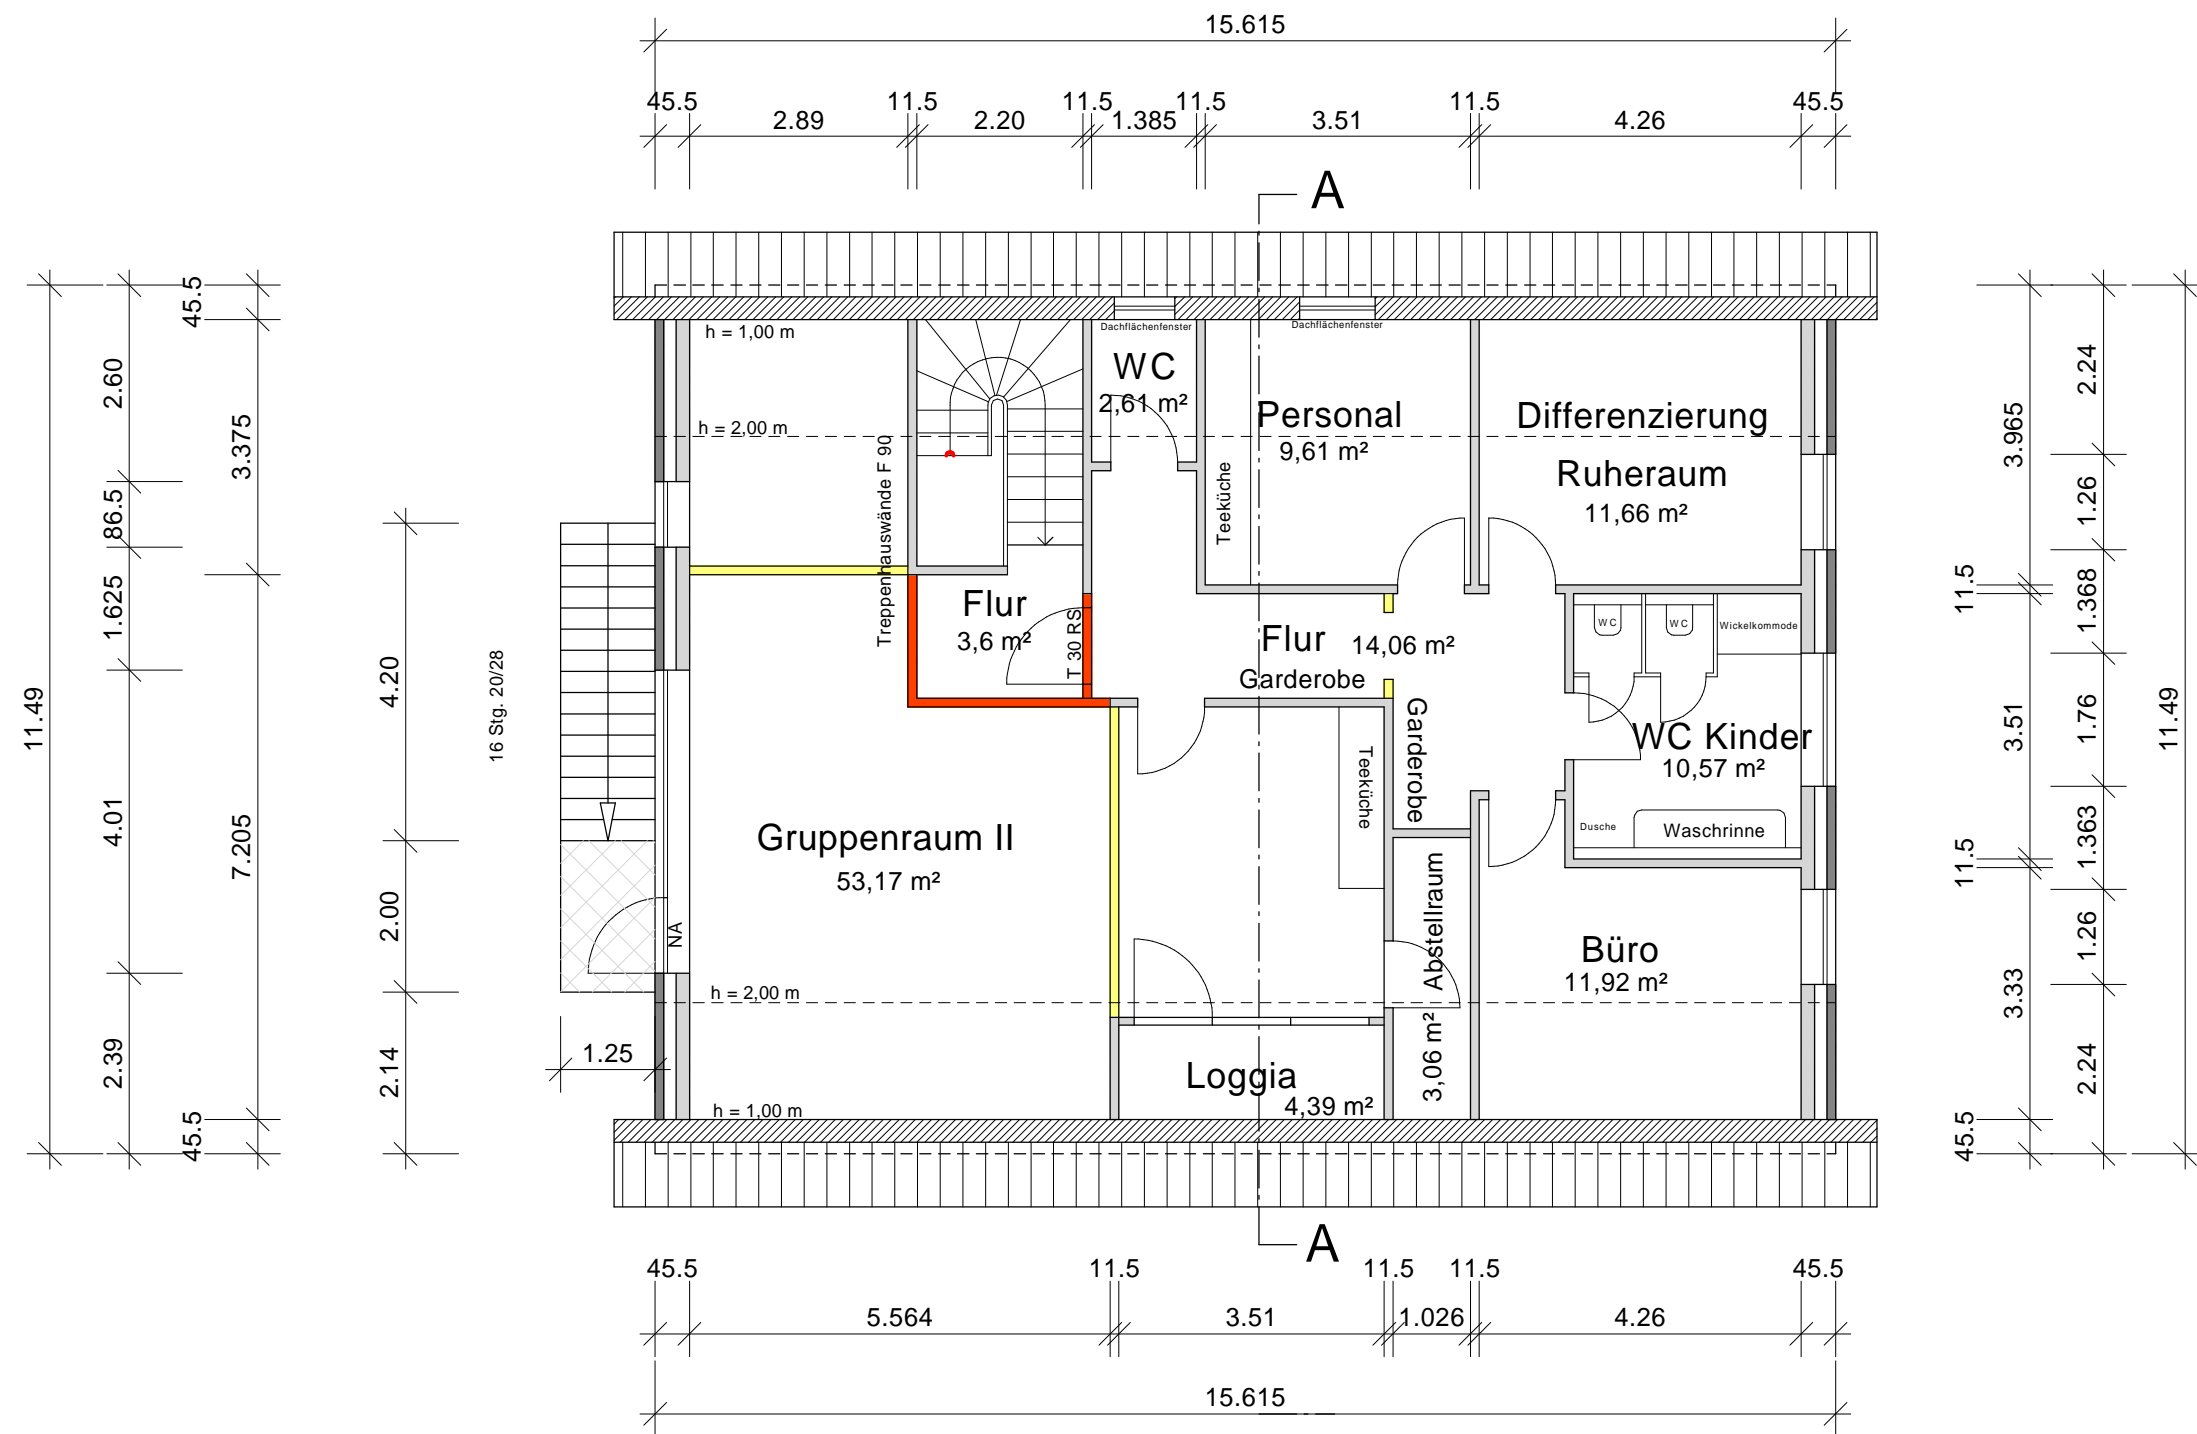 15.615
45.5 11.5 11.5 11.5 11.5 45.5
2.89 2.20 1.385 3.51 4.26
A
h = 1,00 m
Dachflächenfenster
Dachflächenfenster
WC
2,61 m²
Personal
9,61 m²
Differenzierung
Ruheraum
11,66 m²
h = 2,00 m
Treppenhauswände F 90
Teeküche
Flur
3,6 m²
T 30 RS
Flur 14,06 m²
Garderobe
Garderobe
WC
WC
Wickelkommode
WC Kinder
10,57 m²
Dusche
Waschrinne
Teeküche
Gruppenraum II
53,17 m²
NA
Abstellraum
3,06 m²
Büro
11,92 m²
h = 2,00 m
h = 1,00 m
Loggia
4,39 m²
A
16 Stg. 20/28
11.49
2.60
86.5
1.625
4.01
2.39
45.5
3.375
7.205
45.5
4.20
2.00
2.14
1.25
3.965
11.5
3.51
11.5
3.33
45.5
2.24
1.26
1.368
1.76
1.363
1.26
2.24
11.49
45.5 11.5 11.5 11.5 45.5
5.564 3.51 1.026 4.26
15.615